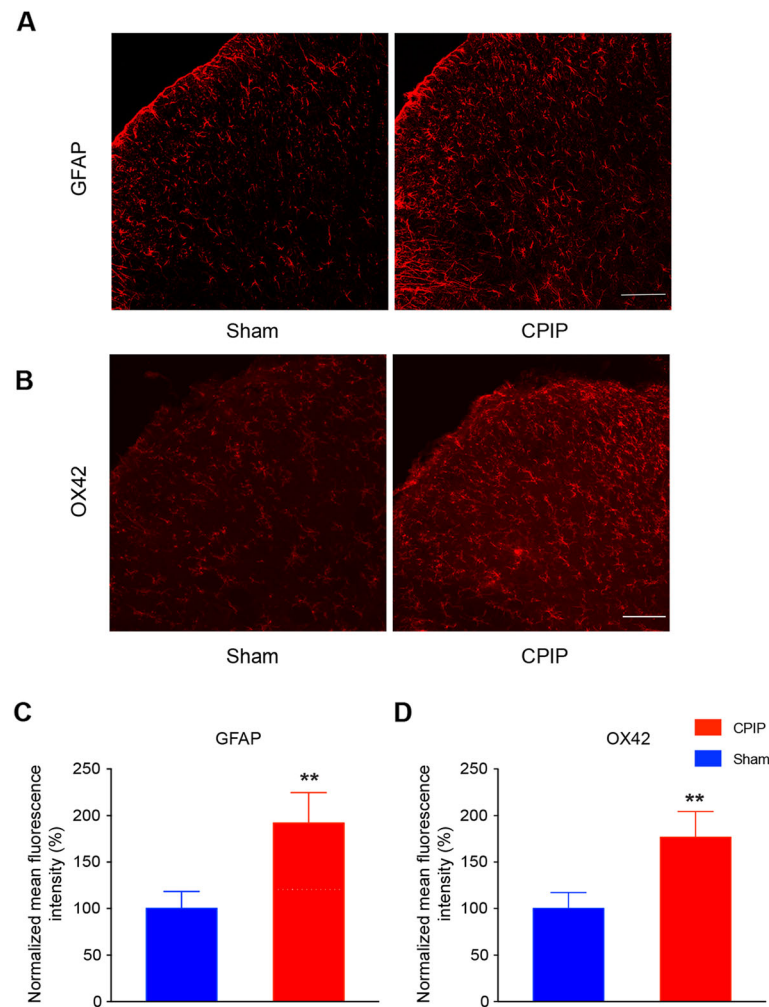 A
GFAP
Sham CPIP
B
OX42
Sham CPIP
C
GFAP
Normalized mean fluorescence
intensity (%)
250
200
150
100
50
0
**
D
OX42
CPIP
Sham
Normalized mean fluorescence
intensity (%)
250
200
150
100
50
0
**